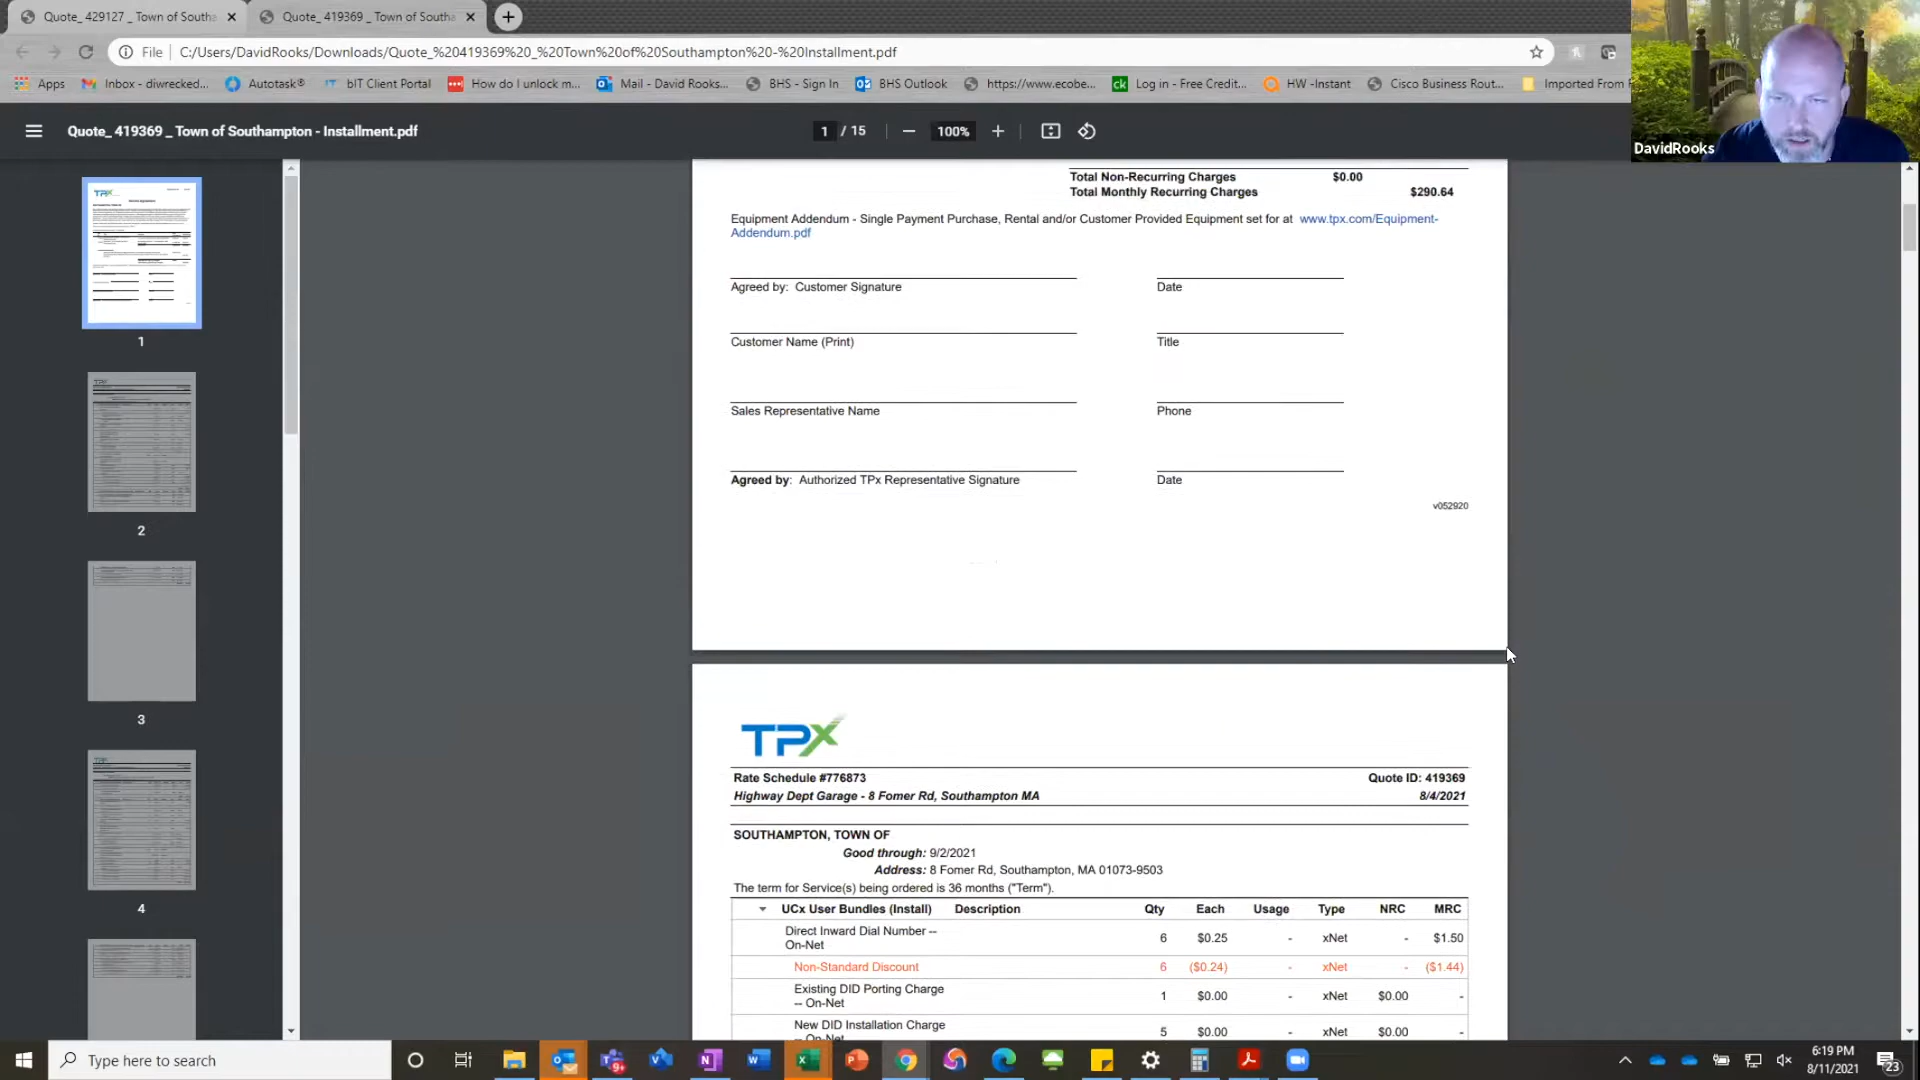 Quote_ 429127 _ Town of Southa
Quote_ 419369 _ Town of Southa
File
C:/Users/DavidRooks/Downloads/Quote_%20419369%20_%20Town%20of%20Southampton%20-%20Installment.pdf
Apps
Inbox - diwrecked...
Autotask®
bIT Client Portal
How do I unlock m...
Mail - David Rooks...
BHS - Sign In
BHS Outlook
https://www.ecobe...
Log in - Free Credit...
HW -Instant
Cisco Business Rout...
Imported From
DavidRooks
Quote_ 419369 _ Town of Southampton - Installment.pdf
1 / 15
100%
1
2
3
4
Total Non-Recurring Charges $0.00
Total Monthly Recurring Charges $290.64
Equipment Addendum - Single Payment Purchase, Rental and/or Customer Provided Equipment set for at www.tpx.com/Equipment-
Addendum.pdf
Agreed by: Customer Signature Date
Customer Name (Print) Title
Sales Representative Name Phone
Agreed by: Authorized TPx Representative Signature Date
v052920
TPX
Rate Schedule #776873 Quote ID: 419369
Highway Dept Garage - 8 Fomer Rd, Southampton MA 8/4/2021
SOUTHAMPTON, TOWN OF
Good through: 9/2/2021
Address: 8 Fomer Rd, Southampton, MA 01073-9503
The term for Service(s) being ordered is 36 months ("Term").
UCx User Bundles (Install) Description Qty Each Usage Type NRC MRC
Direct Inward Dial Number --
On-Net 6 $0.25 - xNet - $1.50
Non-Standard Discount 6 ($0.24) - xNet - ($1.44)
Existing DID Porting Charge
-- On-Net 1 $0.00 - xNet $0.00 -
New DID Installation Charge
-- On-Net 5 $0.00 - xNet $0.00 -
Type here to search
6:19 PM
8/11/2021
23